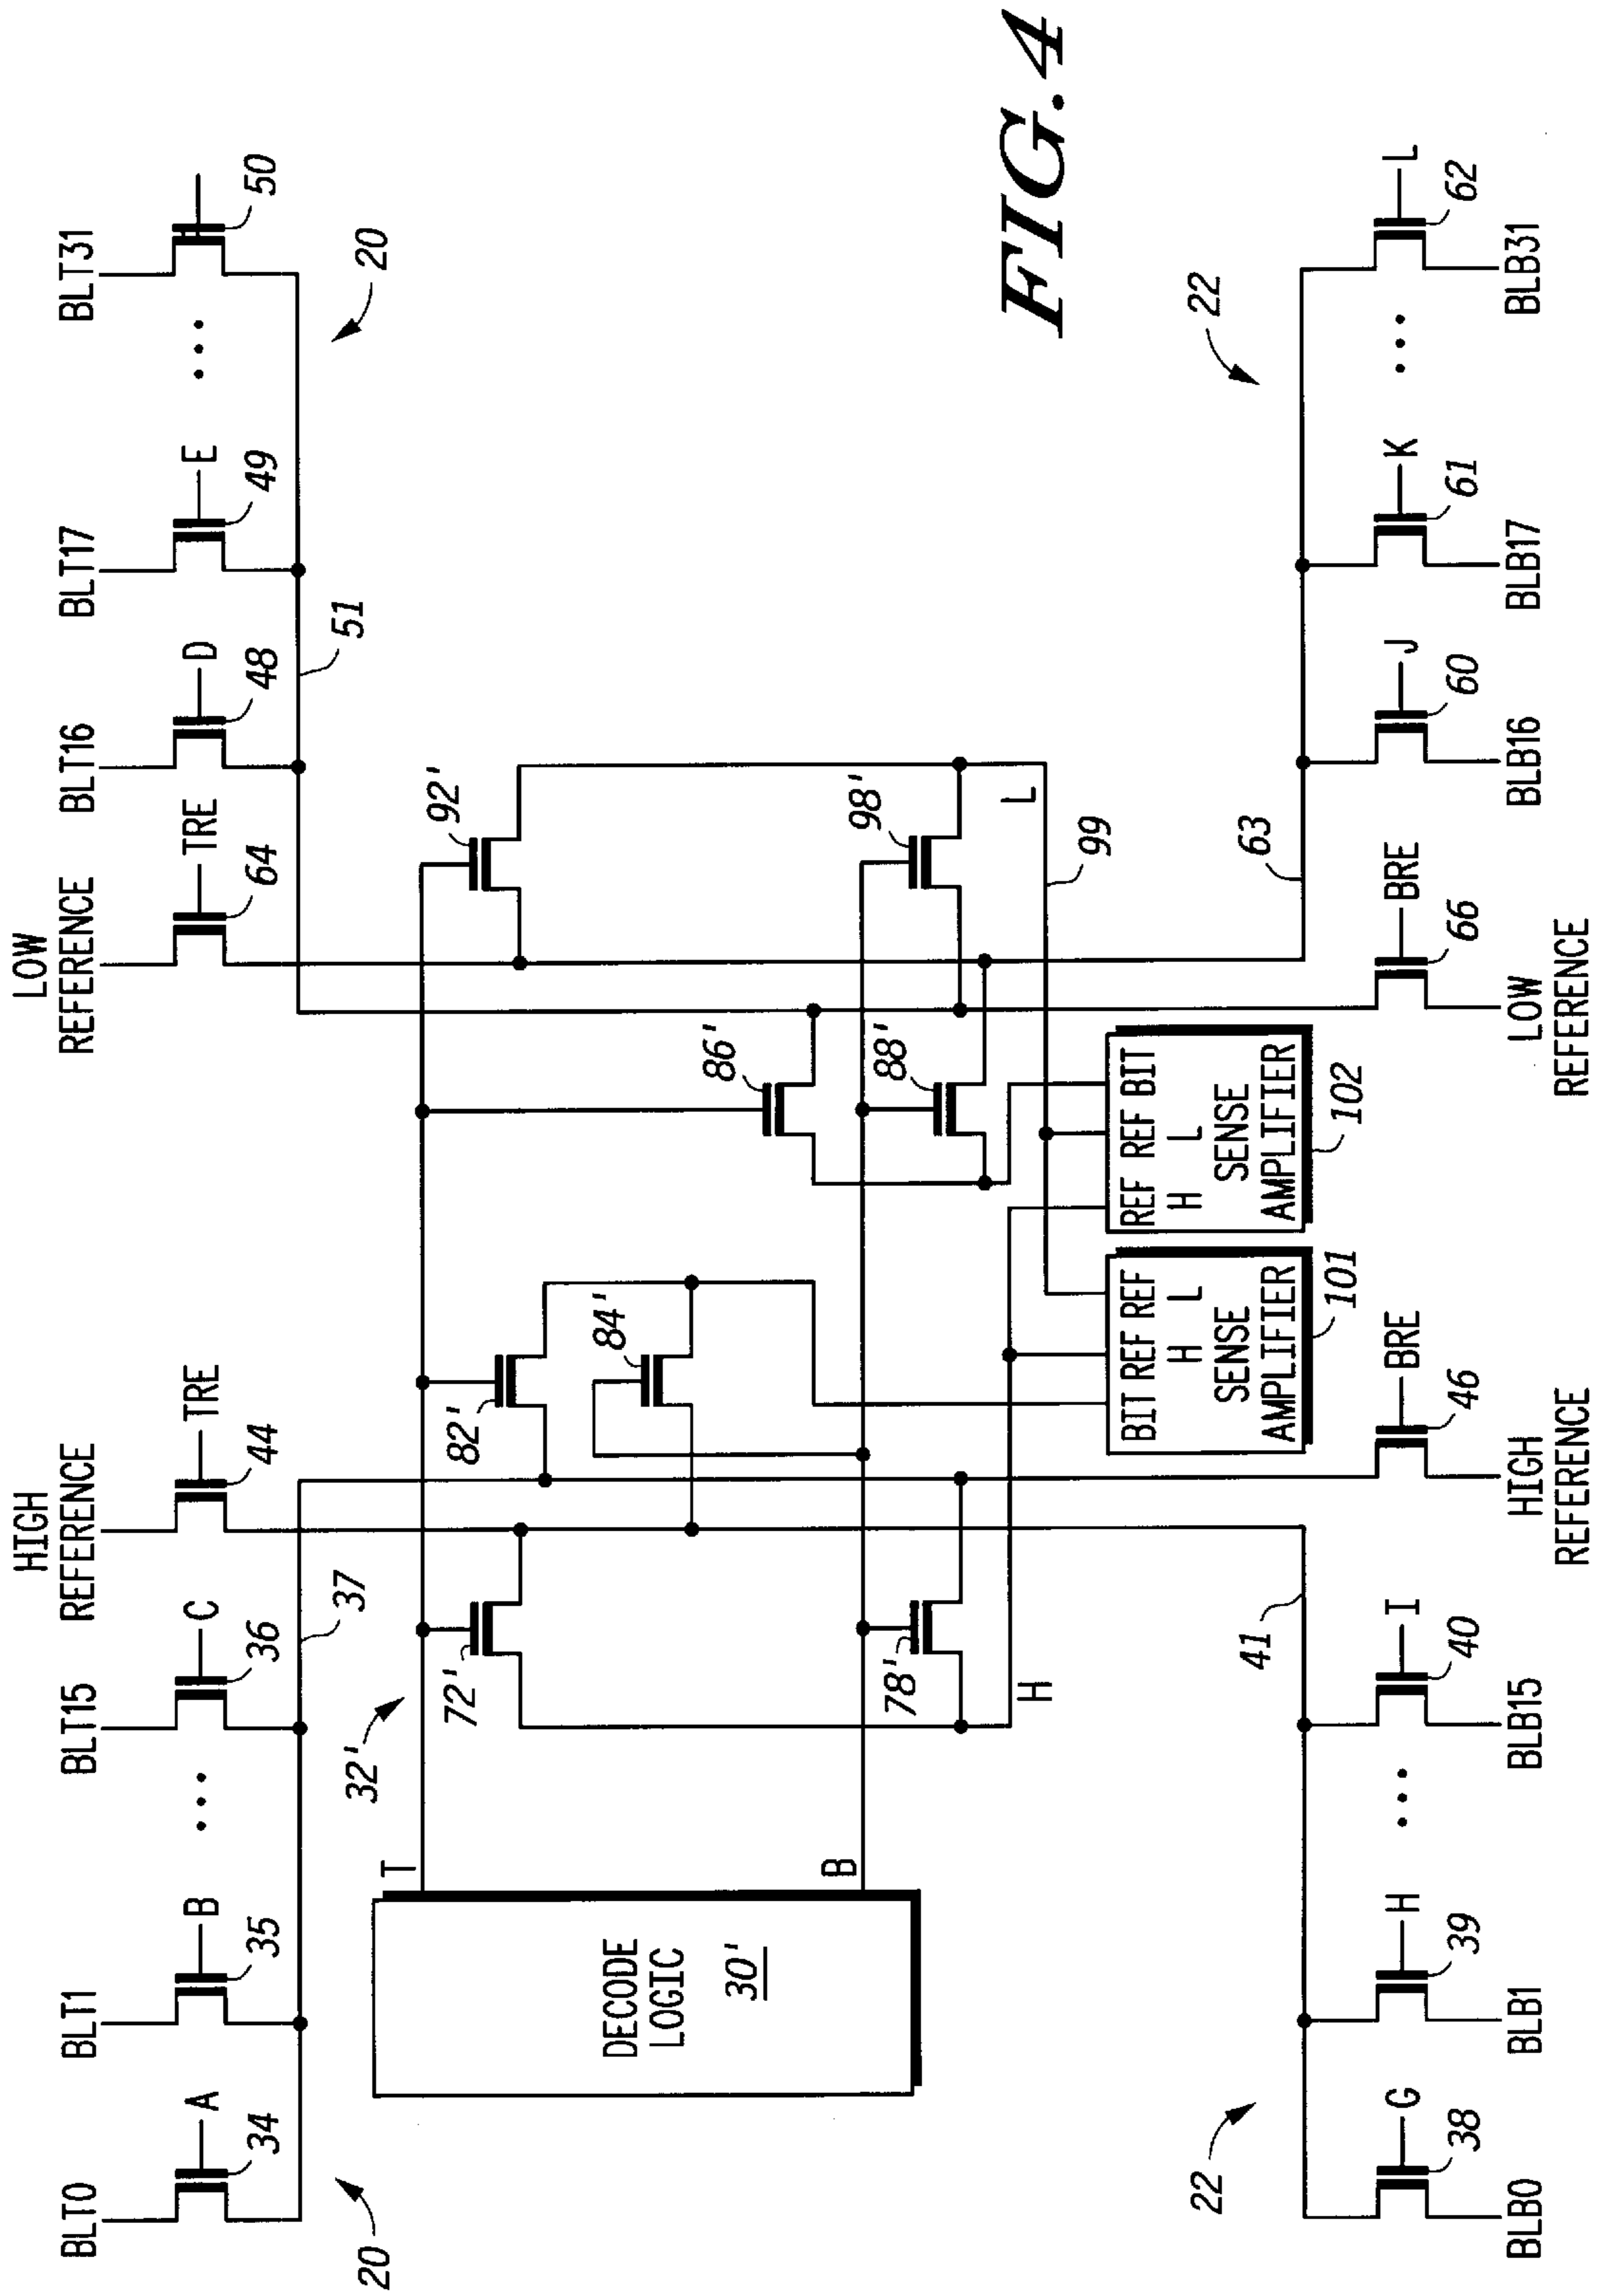 LOW
REFERENCE
HIGH
REFERENCE
BLT0
BLT1
BLT15
BLT16
BLT17
BLT31
A
34
B
35
C
36
TRE
44
TRE
64
D
48
E
49
50
20
20
37
51
32'
T
B
DECODE
LOGIC
30'
72'
82'
84'
78'
86'
88'
92'
98'
H
L
99
BIT REF REF
H L
SENSE
AMPLIFIER
101
REF REF BIT
H L
SENSE
AMPLIFIER
102
41
63
22
22
G
38
H
39
I
40
BRE
46
BRE
66
J
60
K
61
L
62
BLB0
BLB1
BLB15
HIGH
REFERENCE
LOW
REFERENCE
BLB16
BLB17
BLB31
FIG.4